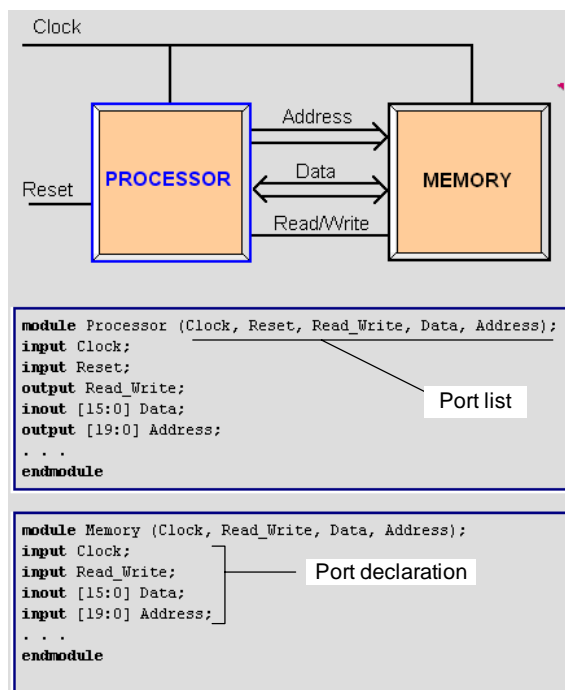 Clock
Address
PROCESSOR
Data
MEMORY
Reset
Read/Write
module Processor (Clock, Reset, Read_Write, Data, Address);
input Clock;
input Reset;
output Read_Write;
inout [15:0] Data;
output [19:0] Address;
. . .
endmodule
Port list
module Memory (Clock, Read_Write, Data, Address);
input Clock;
input Read_Write;
inout [15:0] Data;
input [19:0] Address;
. . .
endmodule
Port declaration